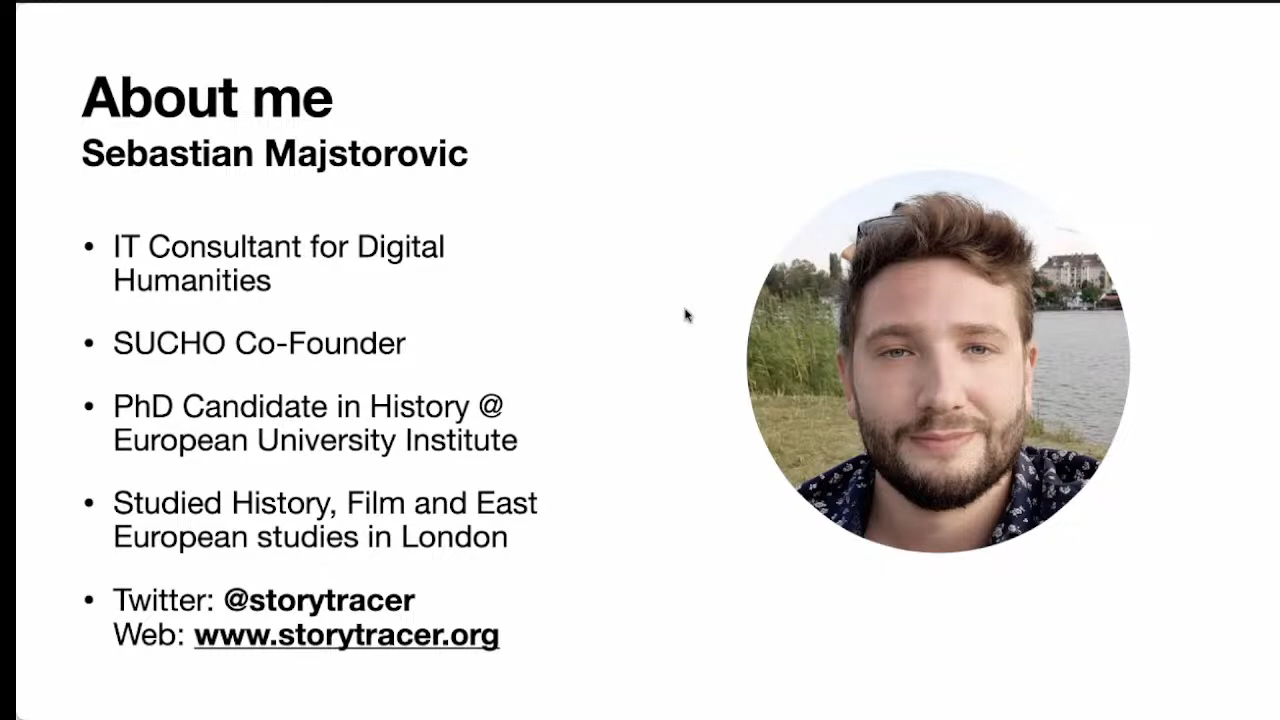 About me
Sebastian Majstorovic
• IT Consultant for Digital
Humanities
• SUCHO Co-Founder
• PhD Candidate in History @
European University Institute
• Studied History, Film and East
European studies in London
• Twitter: @storytracer
Web: www.storytracer.org